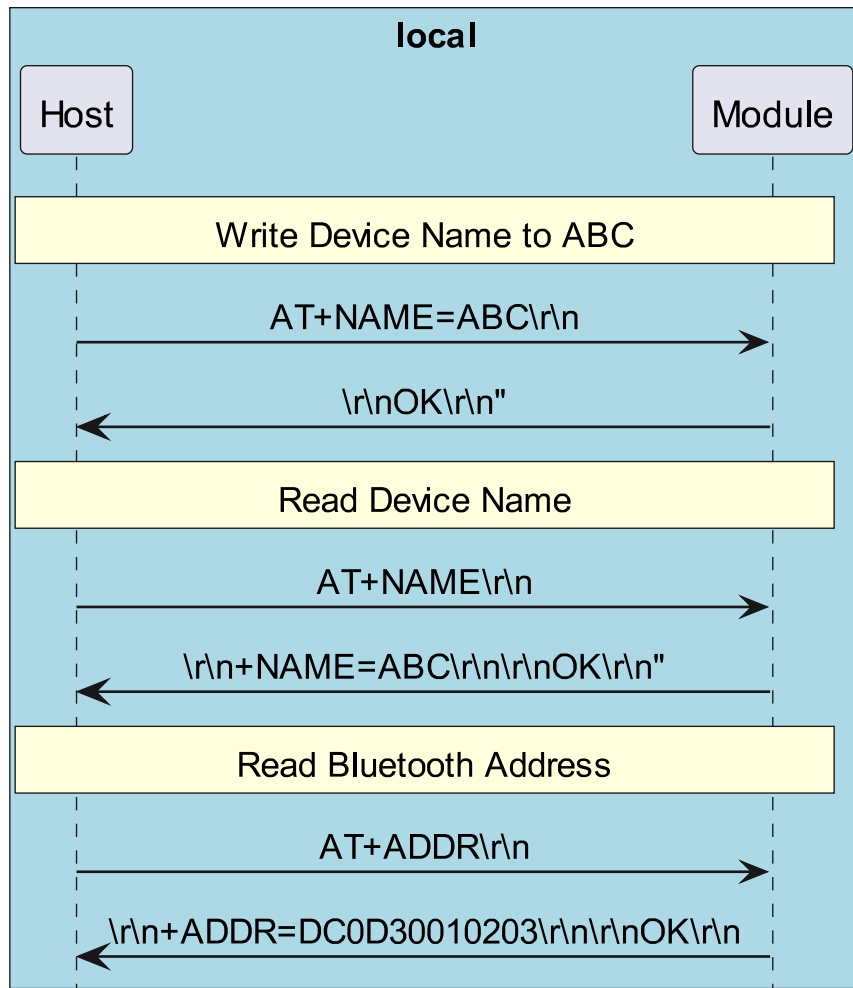 local
Host
Module
Write Device Name to ABC
AT+NAME=ABC\r\n
\r\nOK\r\n"
Read Device Name
AT+NAME\r\n
\r\n+NAME=ABC\r\n\r\nOK\r\n"
Read Bluetooth Address
AT+ADDR\r\n
\r\n+ADDR=DC0D30010203\r\n\r\nOK\r\n